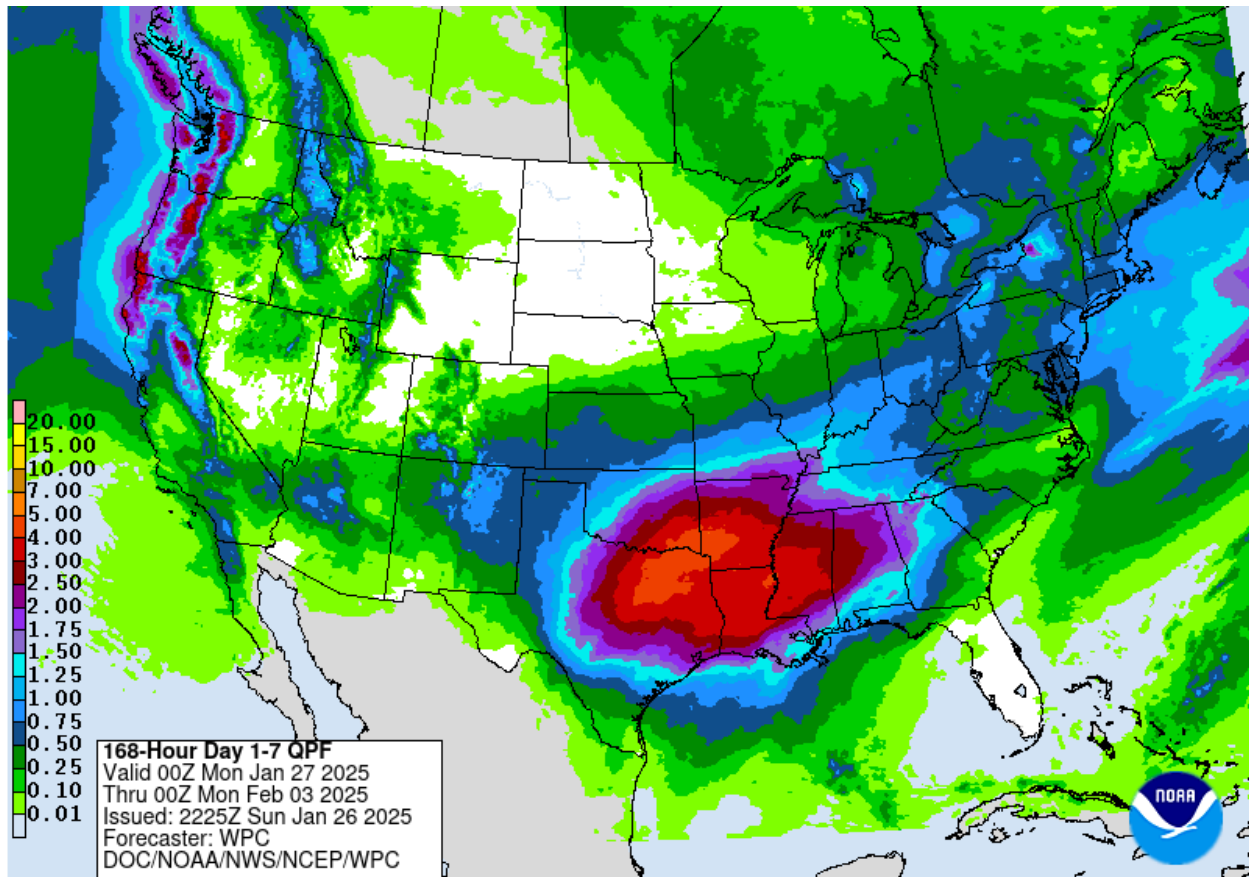 20.00
15.00
10.00
7.00
5.00
4.00
3.00
2.50
2.00
1.75
1.50
1.25
1.00
0.75
0.50
0.25
0.10
0.01
168-Hour Day 1-7 QPF
Valid 00Z Mon Jan 27 2025
Thru 00Z Mon Feb 03 2025
Issued: 2225Z Sun Jan 26 2025
Forecaster: WPC
DOC/NOAA/NWS/NCEP/WPC
NOAA